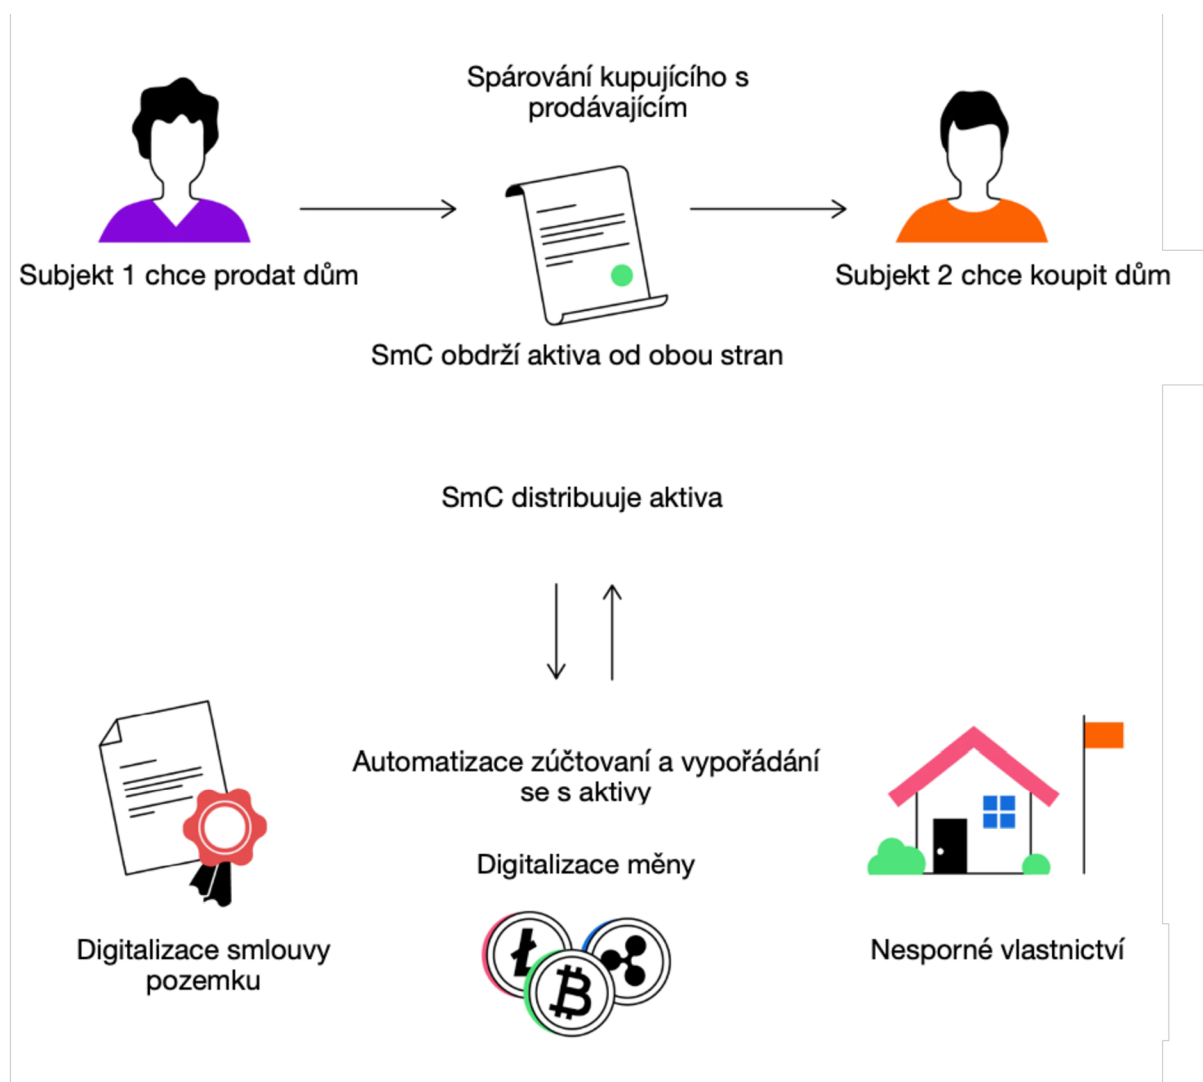 Spárování kupujícího s
prodávajícím
Subjekt 1 chce prodat dům
Subjekt 2 chce koupit dům
SmC obdrží aktiva od obou stran
SmC distribuuje aktiva
Automatizace zúčtovaní a vypořádání
se s aktivy
Digitalizace měny
Digitalizace smlouvy
pozemku
Nesporné vlastnictví